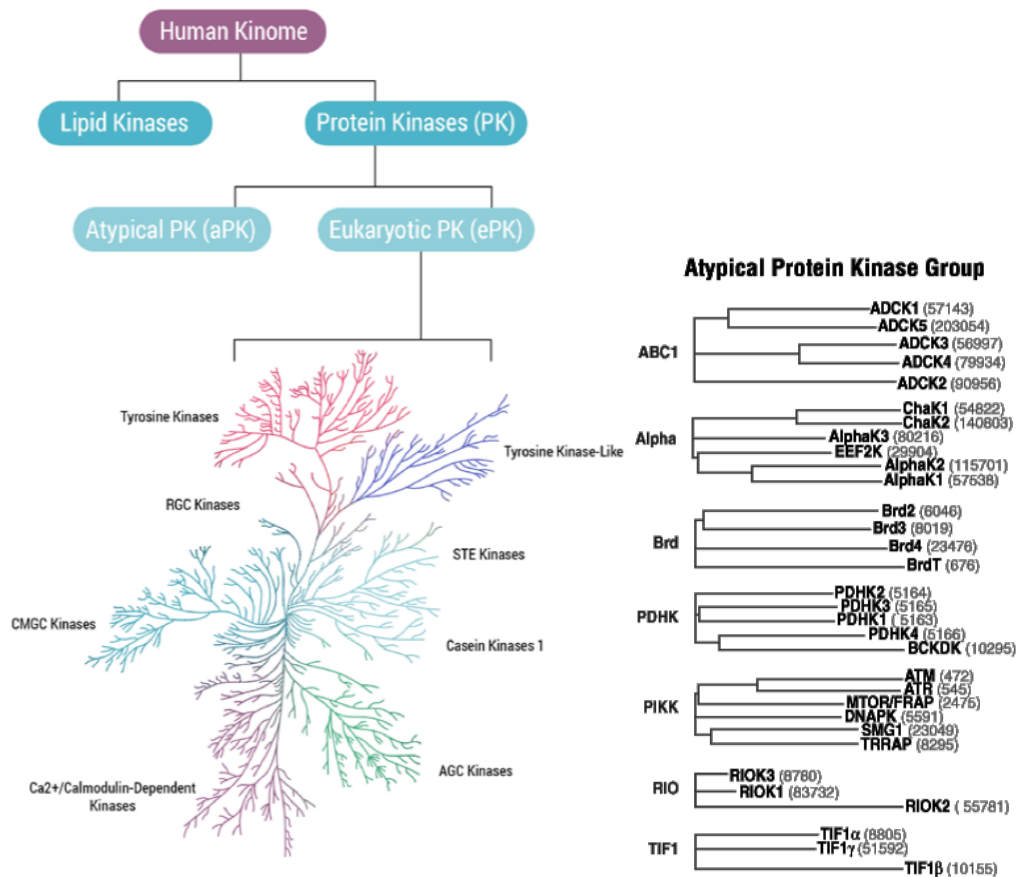 Human Kinome
Lipid Kinases
Protein Kinases (PK)
Atypical PK (aPK)
Eukaryotic PK (ePK)
Tyrosine Kinases
Tyrosine Kinase-Like
RGC Kinases
STE Kinases
CMGC Kinases
Casein Kinases 1
AGC Kinases
Ca2+/Calmodulin-Dependent
Kinases
Atypical Protein Kinase Group
ABC1
ADCK1 (57143)
ADCK5 (203054)
ADCK3 (56997)
ADCK4 (79934)
ADCK2 (90956)
Alpha
ChaK1 (54822)
ChaK2 (140803)
AlphaK3 (80216)
EEF2K (29904)
AlphaK2 (115701)
AlphaK1 (57538)
Brd
Brd2 (6046)
Brd3 (8019)
Brd4 (23476)
BrdT (676)
PDHK
PDHK2 (5164)
PDHK3 (5165)
PDHK1 ( 5163)
PDHK4 (5166)
BCKDK (10295)
PIKK
ATM (472)
ATR (545)
MTOR/FRAP (2475)
DNAPK (5591)
SMG1 (23049)
TRRAP (8295)
RIO
RIOK3 (8780)
RIOK1 (83732)
RIOK2 ( 55781)
TIF1
TIF1α (8805)
TIF1γ (51592)
TIF1β (10155)